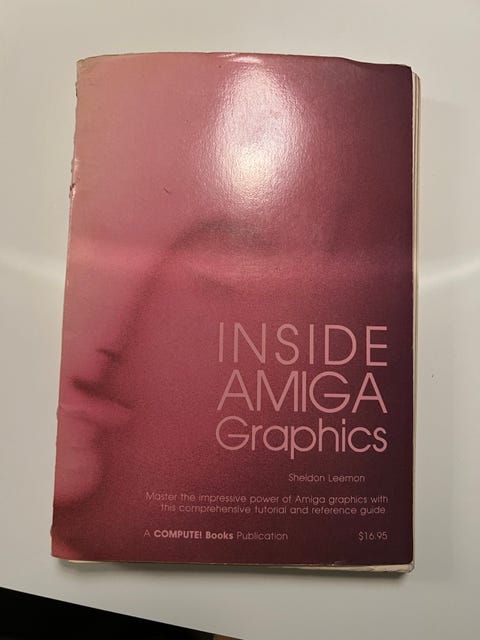 INSIDE
AMIGA
Graphics
Sheldon Leemon
Master the impressive power of Amiga graphics with
this comprehensive tutorial and reference guide.
A COMPUTE! Books Publication
$16.95